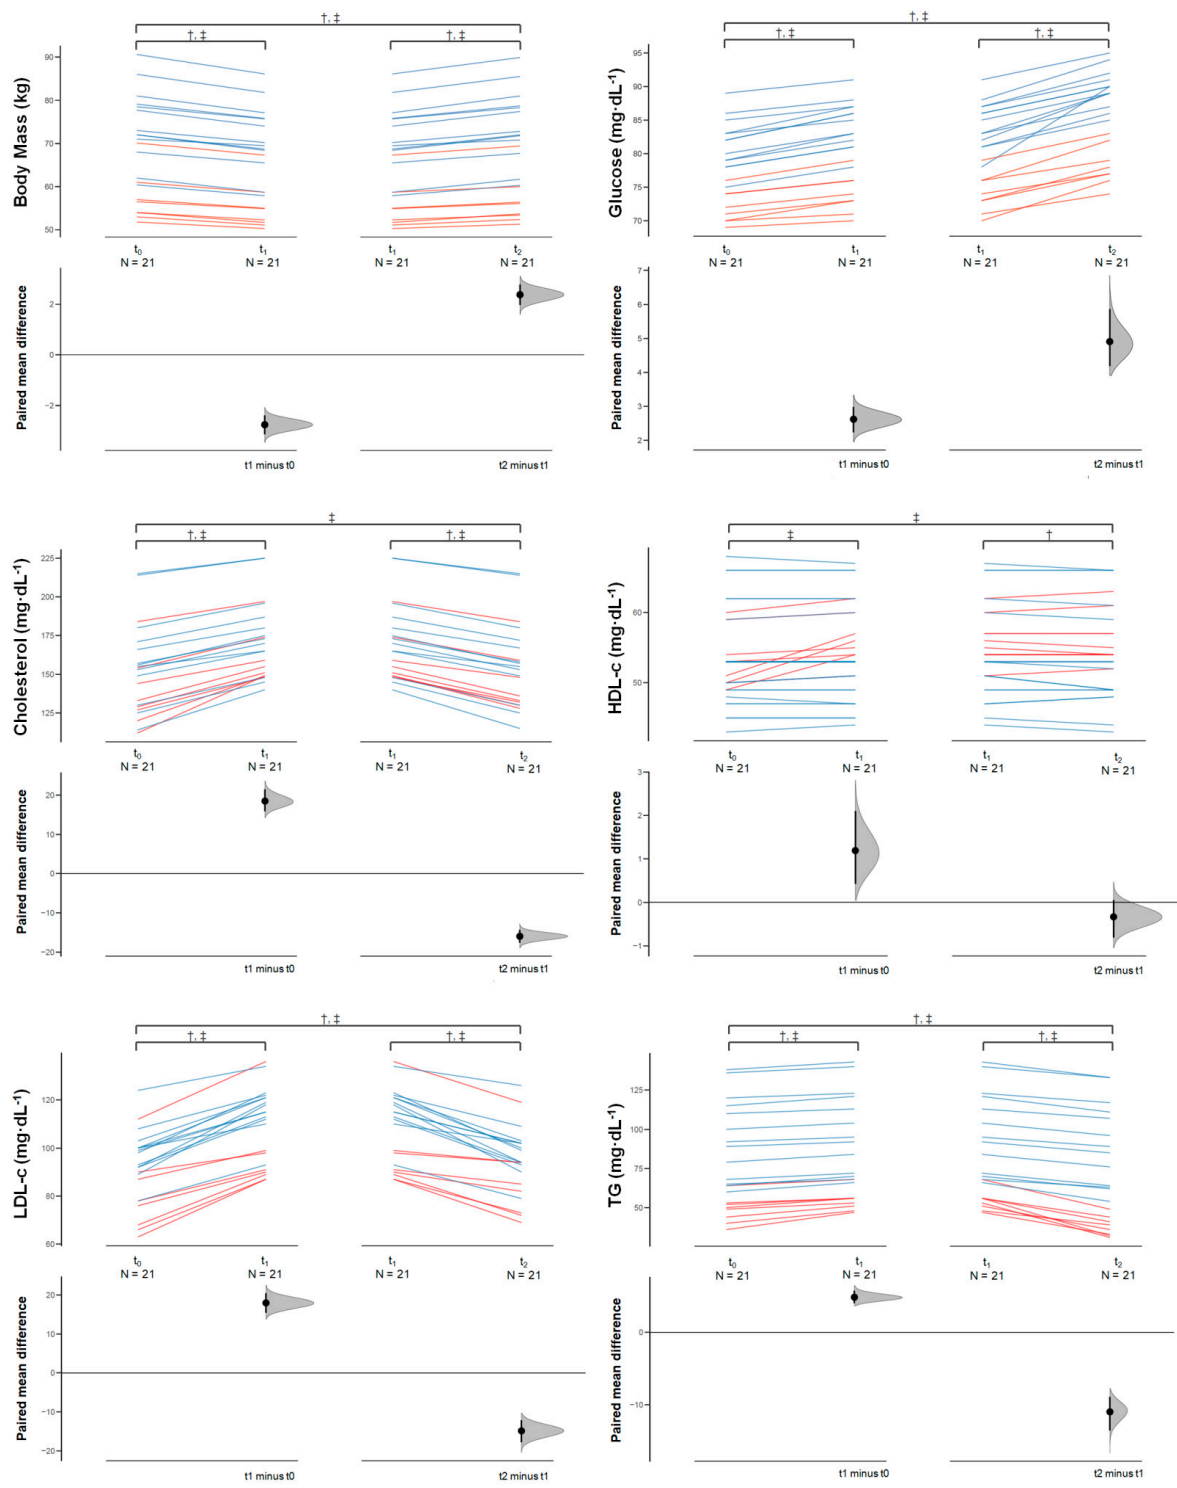 †, ‡
†, ‡
†, ‡
Body Mass (kg)
90
80
70
60
50
t0
N = 21
t1
N = 21
t1
N = 21
t2
N = 21
Paired mean difference
2
0
−2
t1 minus t0
t2 minus t1
†, ‡
†, ‡
†, ‡
Glucose (mg·dL-1)
95
90
85
80
75
70
t0
N = 21
t1
N = 21
t1
N = 21
t2
N = 21
Paired mean difference
7
6
5
4
3
2
t1 minus t0
t2 minus t1
‡
†, ‡
†, ‡
Cholesterol (mg·dL-1)
225
200
175
150
125
t0
N = 21
t1
N = 21
t1
N = 21
t2
N = 21
Paired mean difference
20
10
0
−10
−20
t1 minus t0
t2 minus t1
‡
‡
†
HDL-c (mg·dL-1)
60
50
t0
N = 21
t1
N = 21
t1
N = 21
t2
N = 21
Paired mean difference
3
2
1
0
−1
t1 minus t0
t2 minus t1
†, ‡
†, ‡
†, ‡
LDL-c (mg·dL-1)
120
100
80
60
t0
N = 21
t1
N = 21
t1
N = 21
t2
N = 21
Paired mean difference
20
10
0
−10
−20
t1 minus t0
t2 minus t1
†, ‡
†, ‡
†, ‡
TG (mg·dL-1)
125
100
75
50
t0
N = 21
t1
N = 21
t1
N = 21
t2
N = 21
Paired mean difference
0
−10
t1 minus t0
t2 minus t1